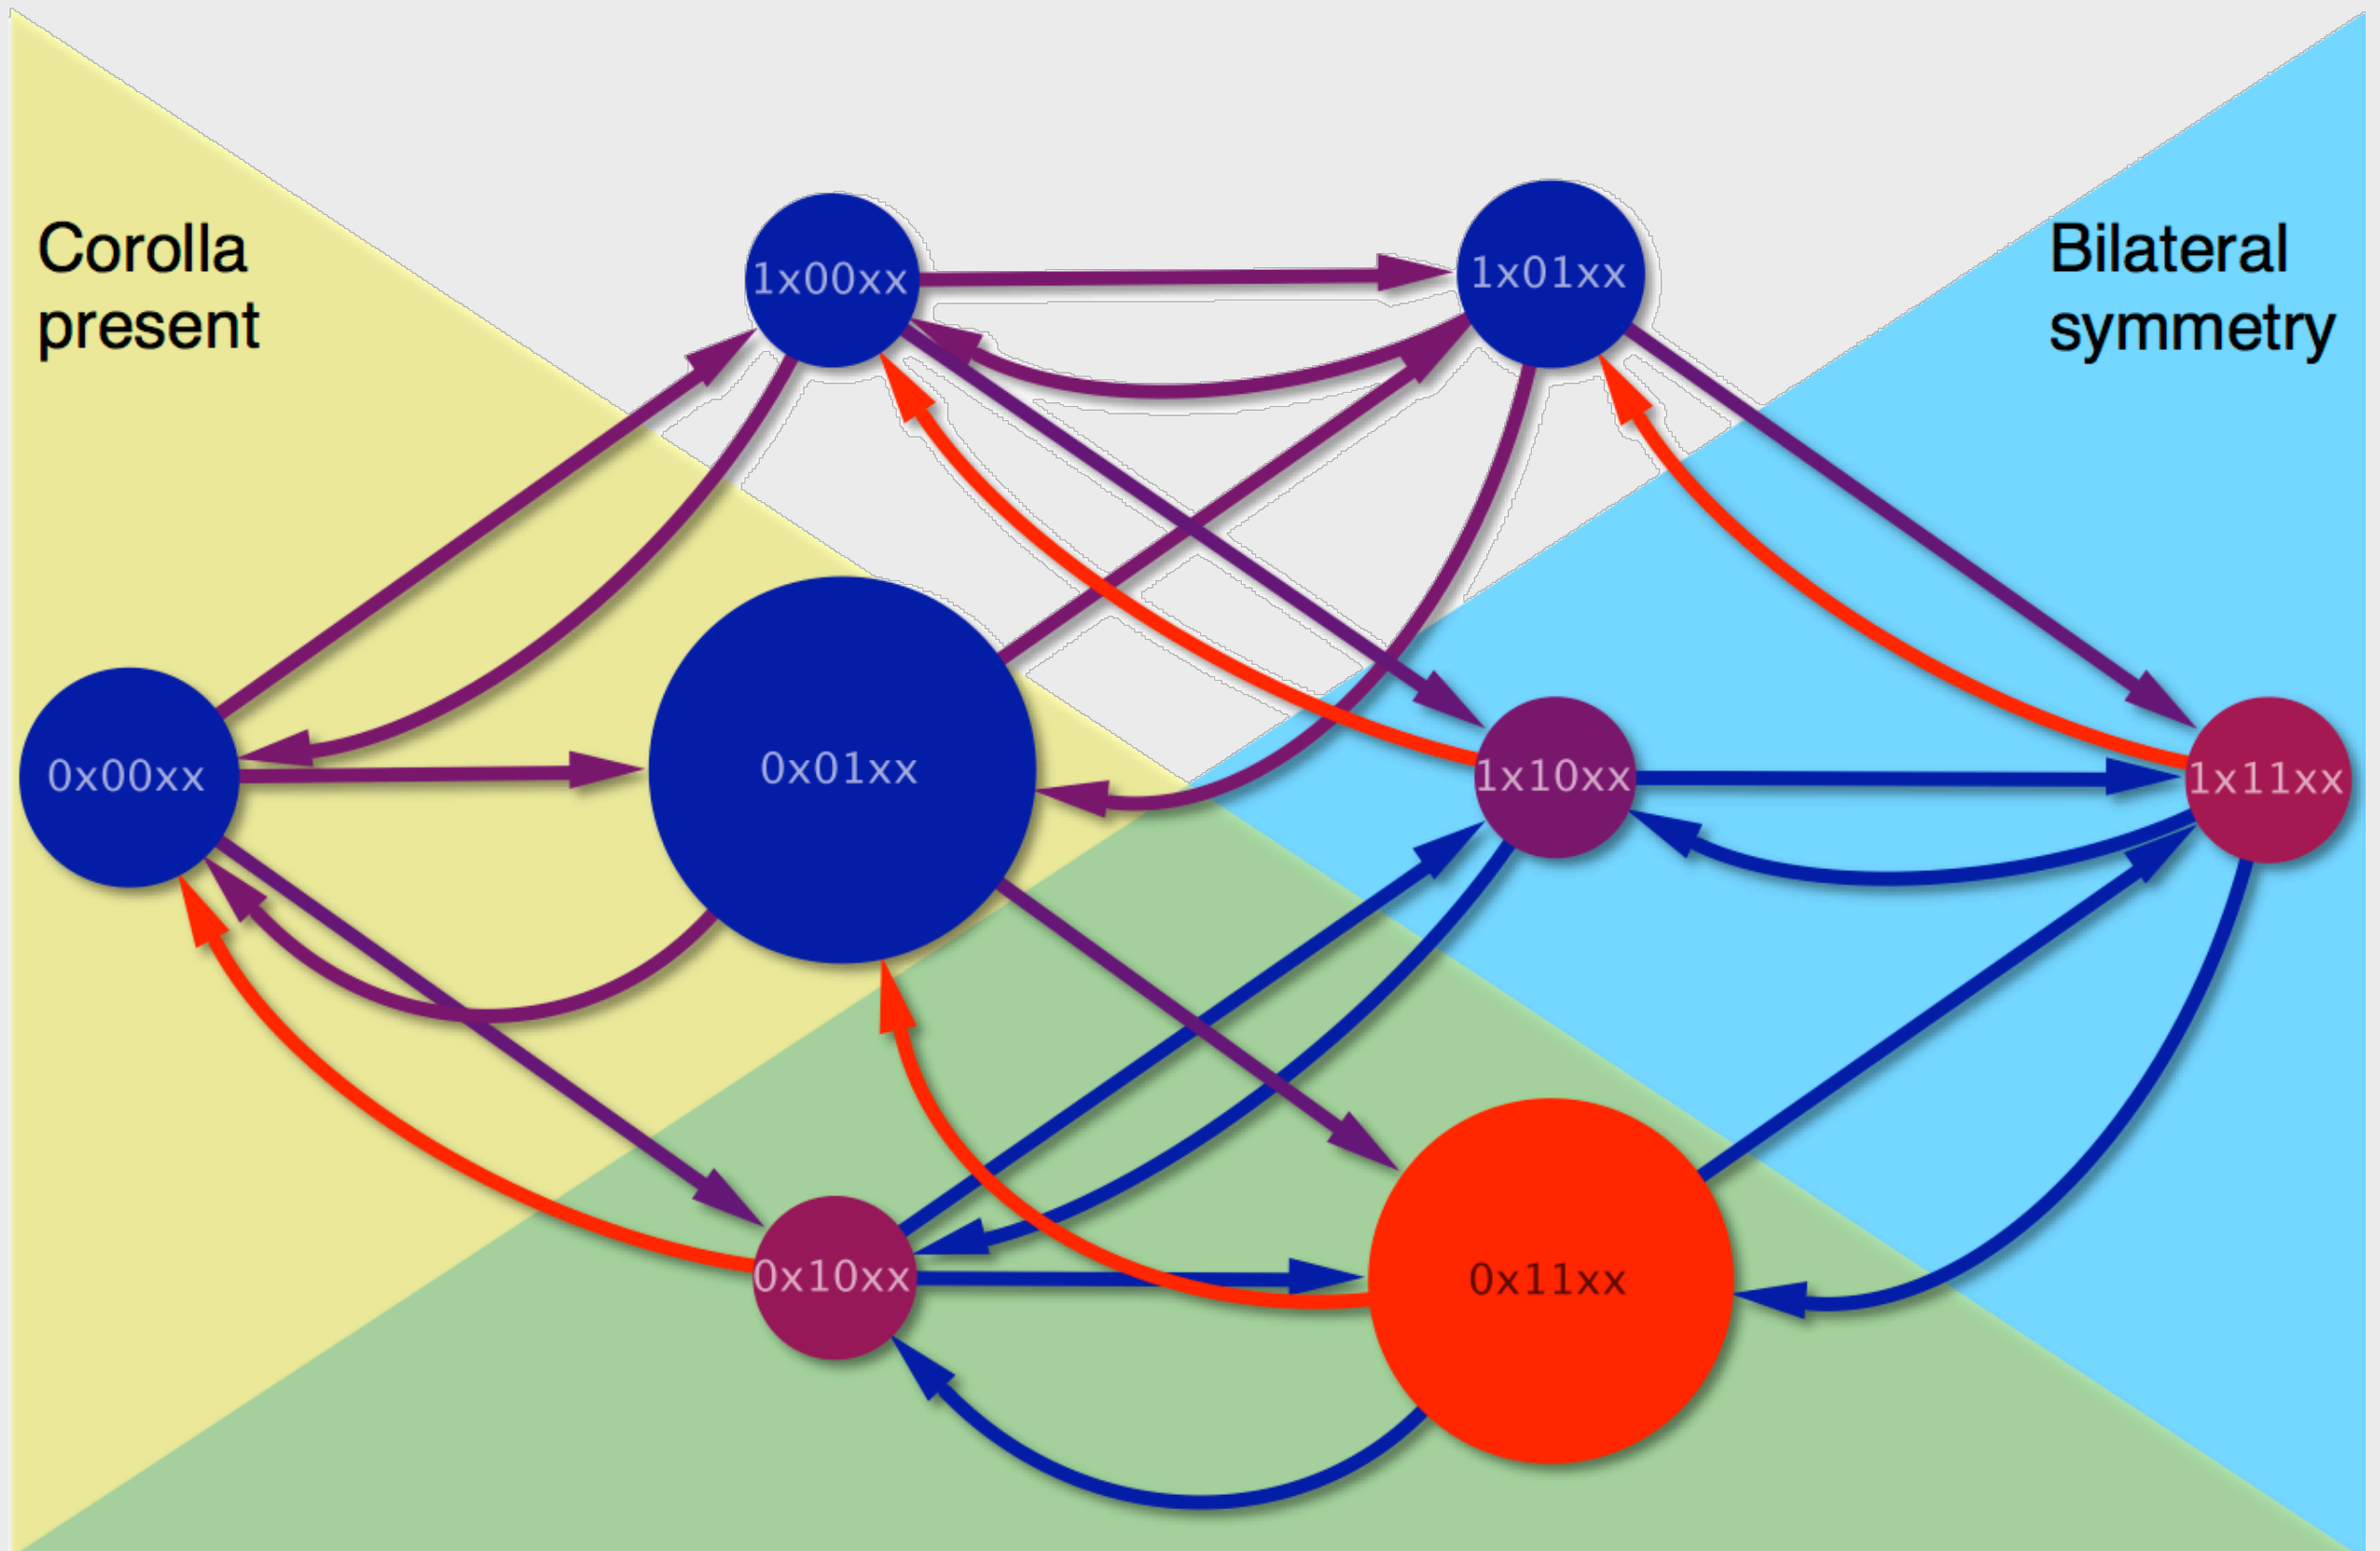 Corolla
present
Bilateral
symmetry
1x00xx
1x01xx
0x00xx
0x01xx
1x10xx
1x11xx
0x10xx
0x11xx